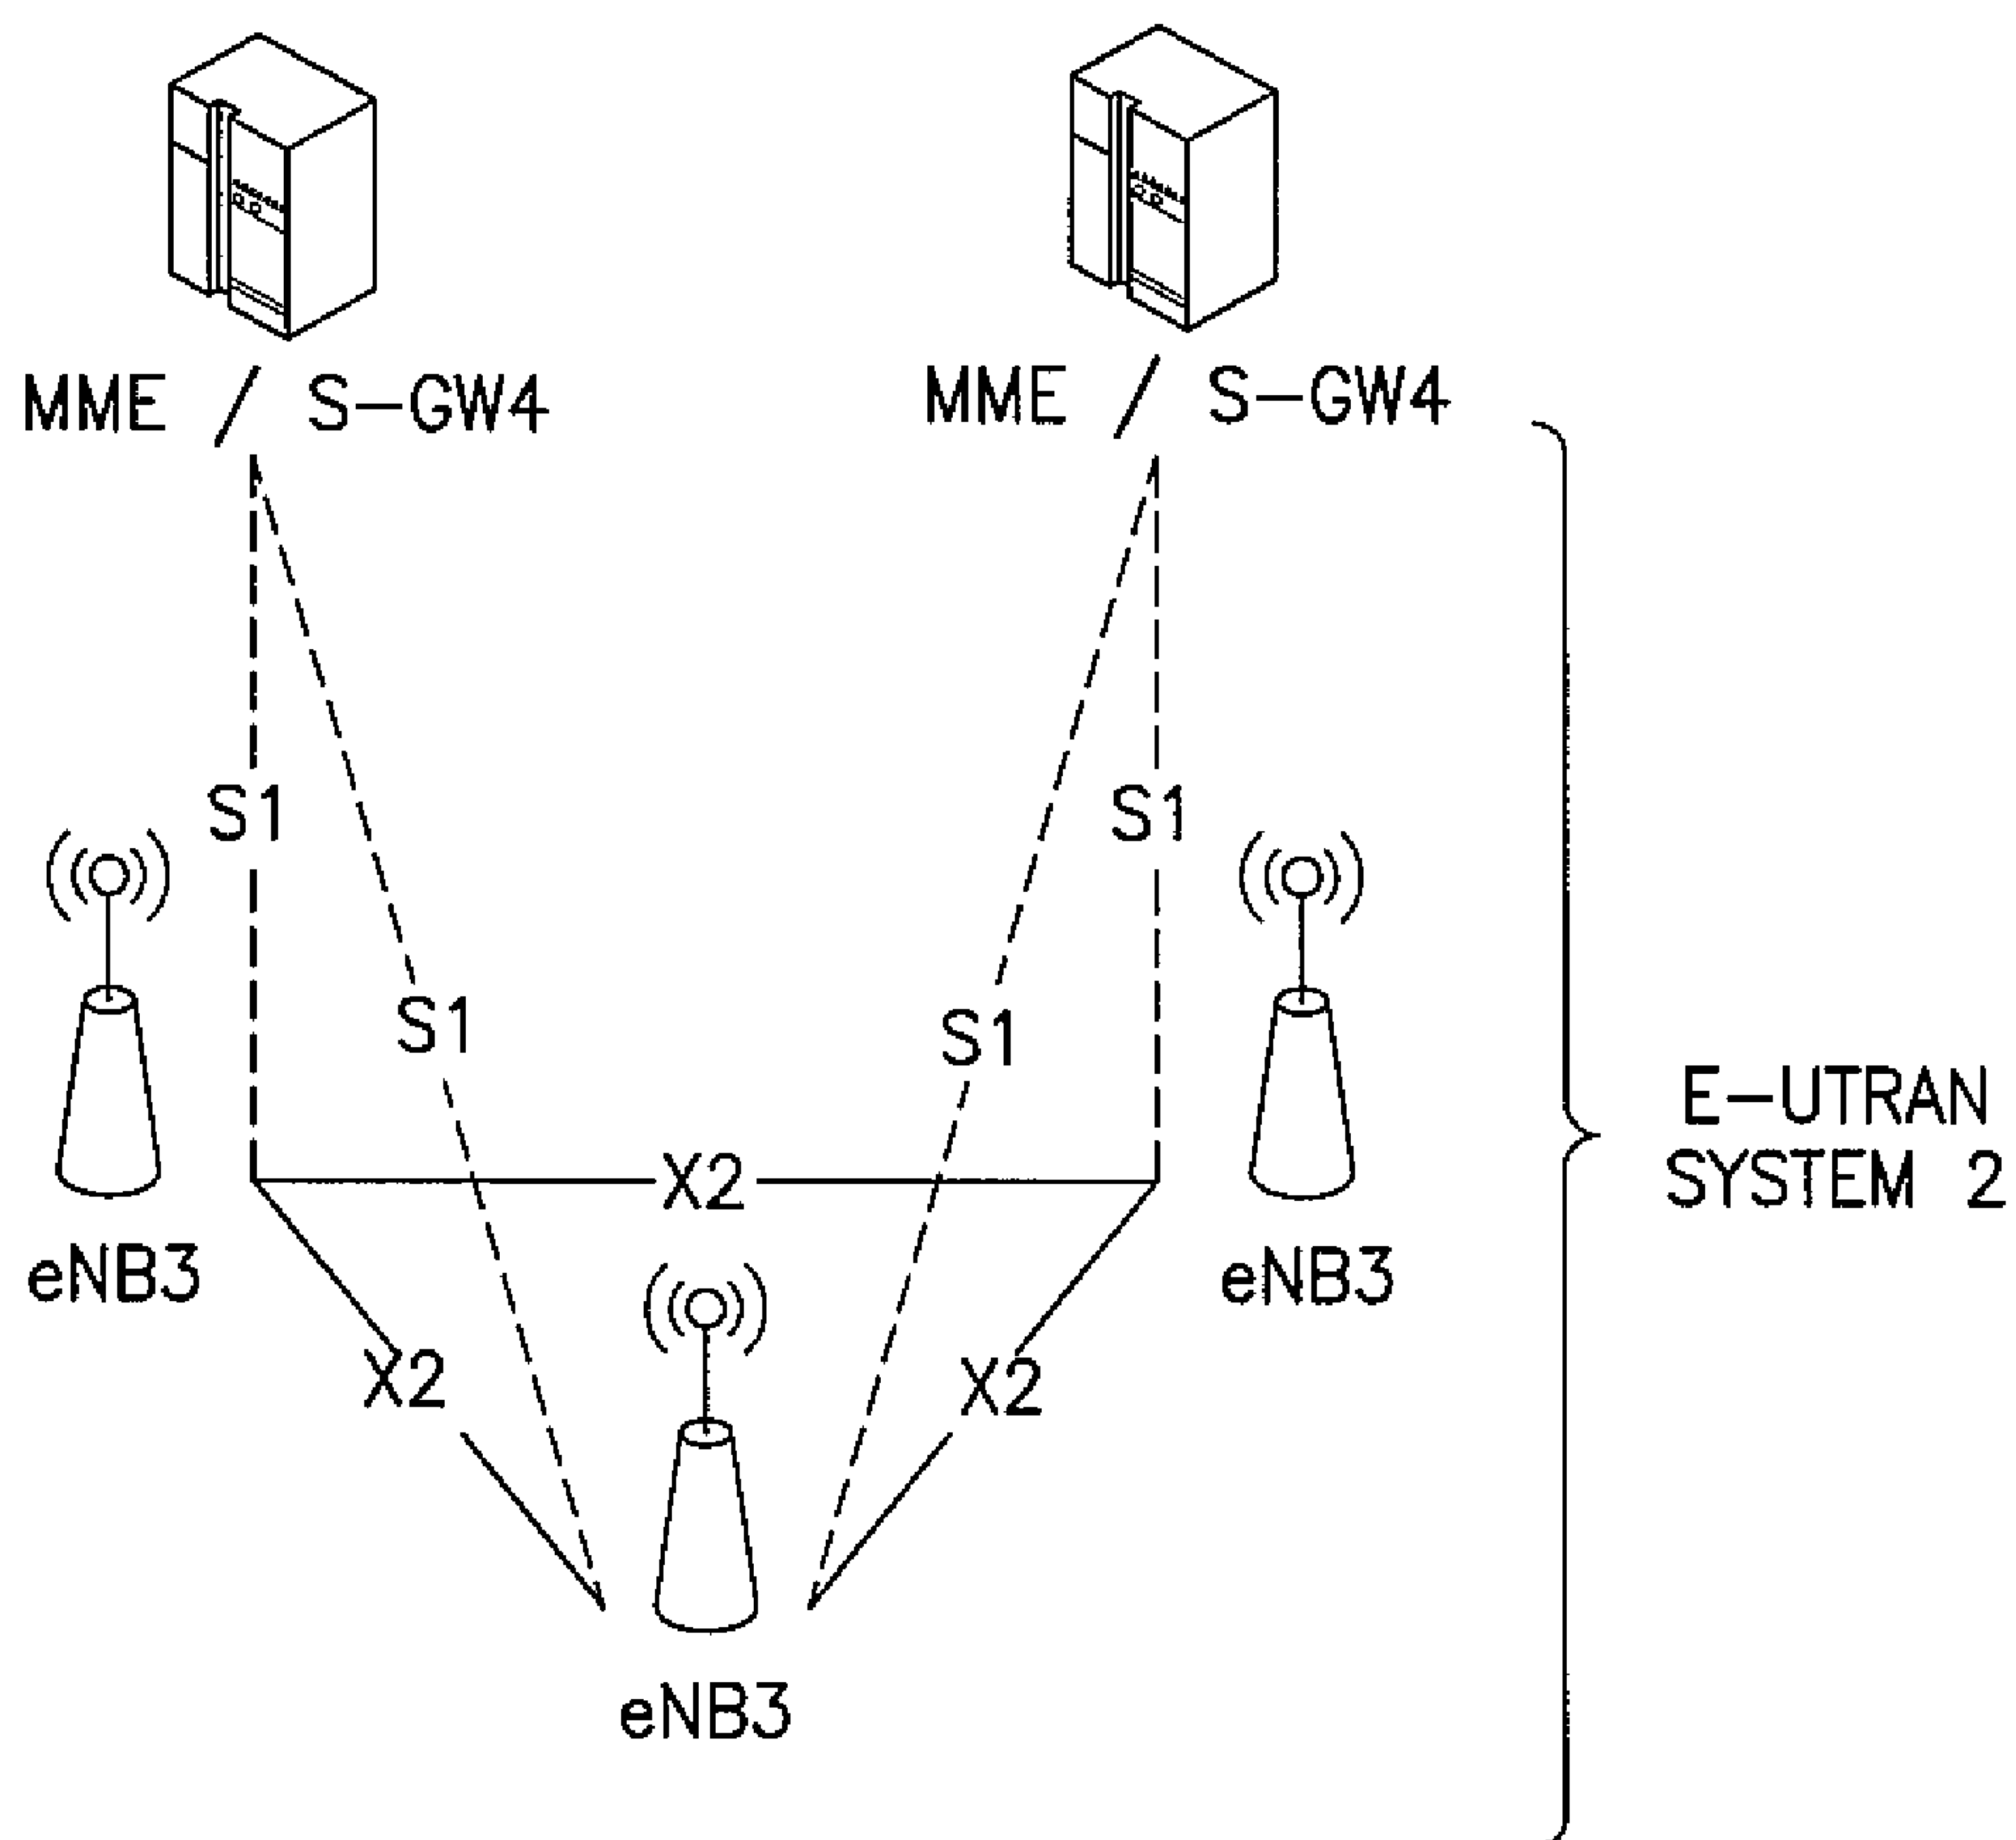 MME / S-GW4
MME / S-GW4
S1
S1
S1
S1
E-UTRAN
SYSTEM 2
X2
eNB3
eNB3
X2
X2
eNB3